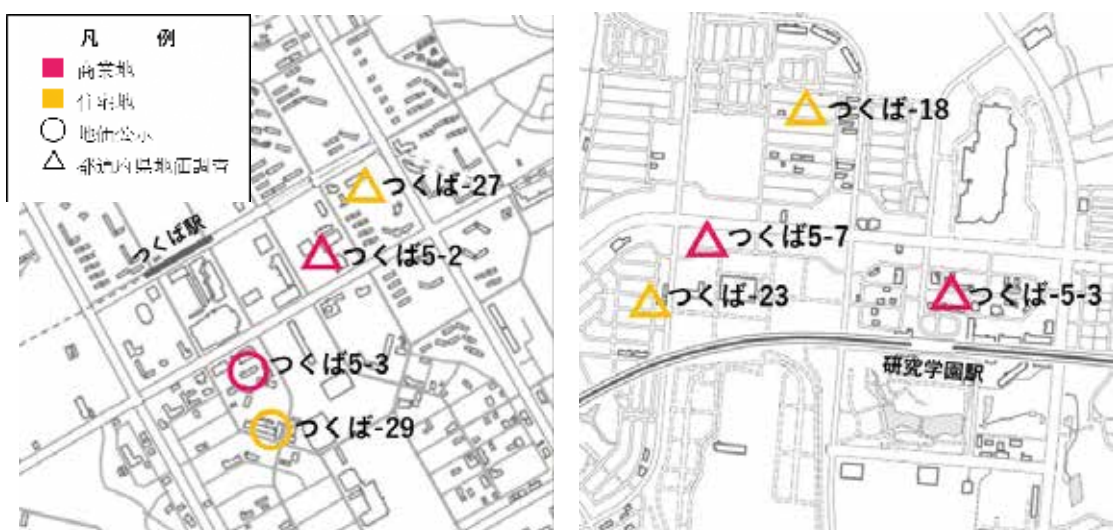 凡 例
商業地
住宅地
地価公示
都道府県地価調査
つくば駅
つくば-27
つくば5-2
つくば5-3
つくば-29
つくば-18
つくば5-7
つくば-23
つくば-5-3
研究学園駅